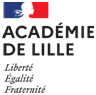 ACADÉMIE
DE LILLE
Liberté
Égalité
Fraternité